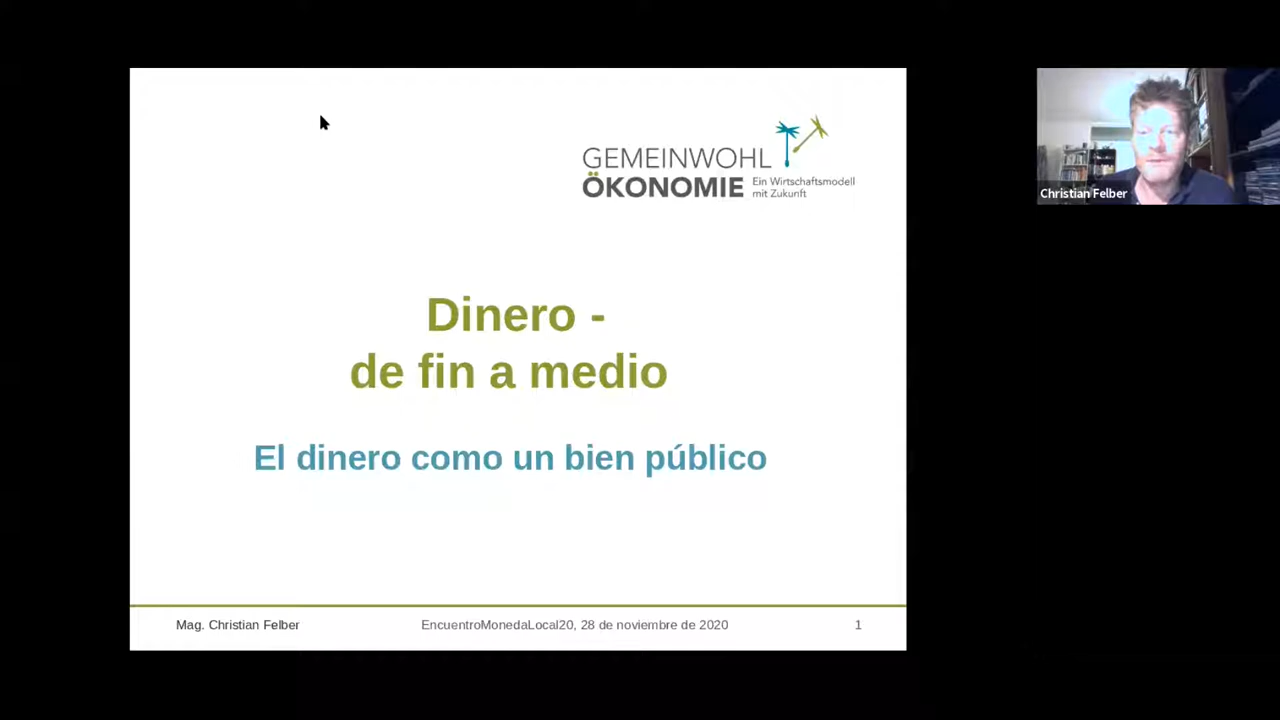 GEMEINWOHL
ÖKONOMIE
Ein Wirtschaftsmodell
mit Zukunft
Christian Felber
Dinero -
de fin a medio
El dinero como un bien público
Mag. Christian Felber
EncuentroMonedaLocal20, 28 de noviembre de 2020
1